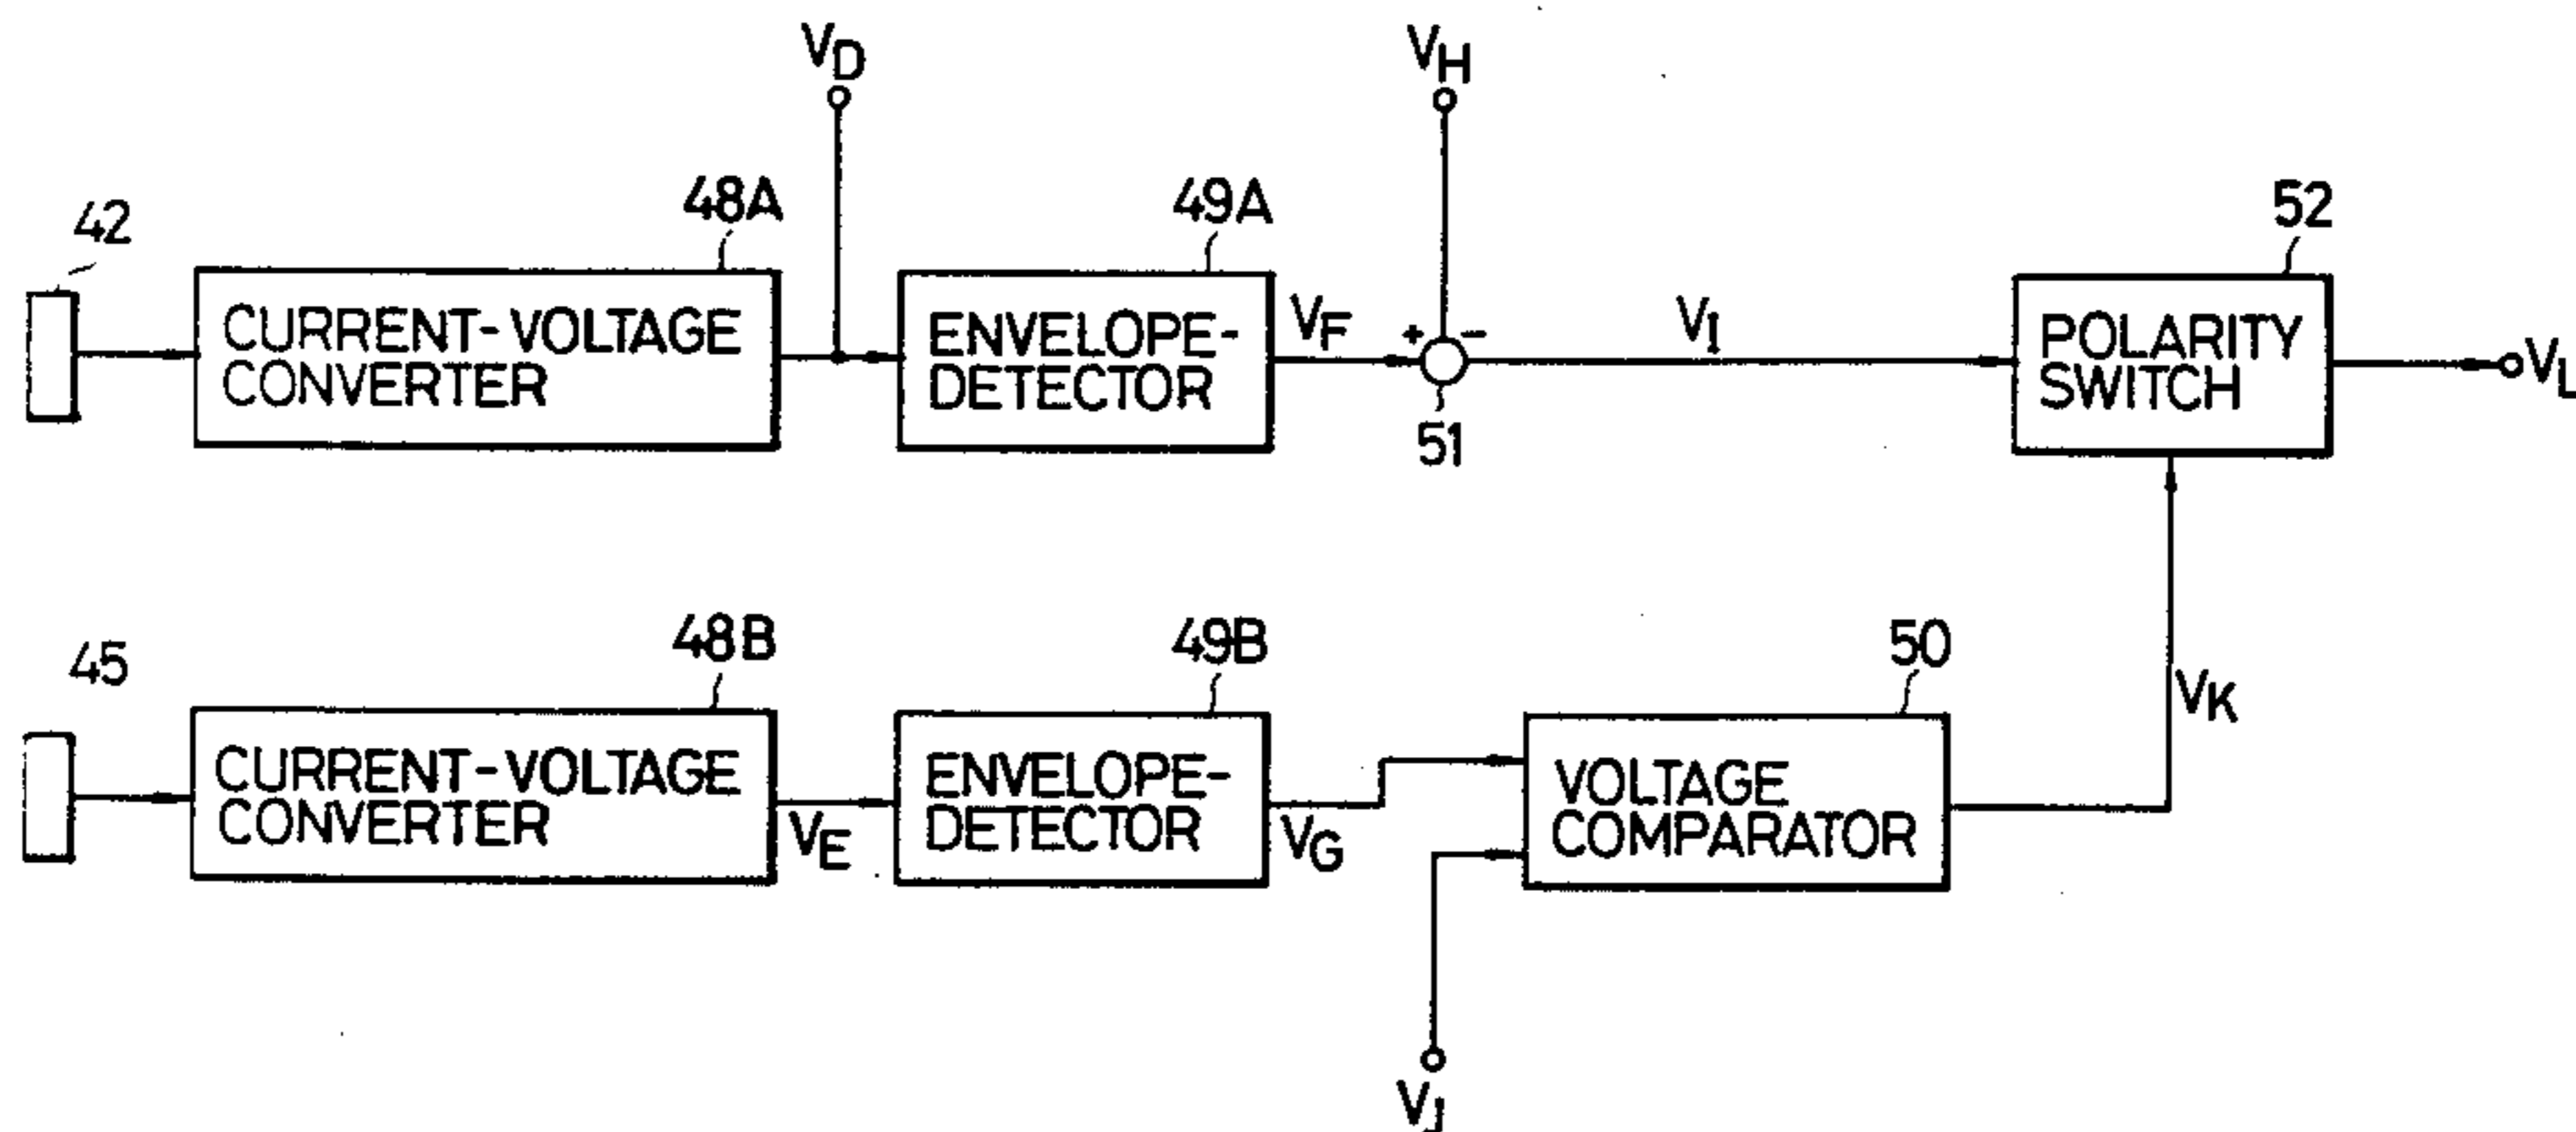 VD
VH
42
48A
49A
52
CURRENT-VOLTAGE
CONVERTER
ENVELOPE-
DETECTOR
VF
+
-
51
VI
POLARITY
SWITCH
VL
45
48B
49B
50
CURRENT-VOLTAGE
CONVERTER
VE
ENVELOPE-
DETECTOR
VG
VOLTAGE
COMPARATOR
VK
VJ